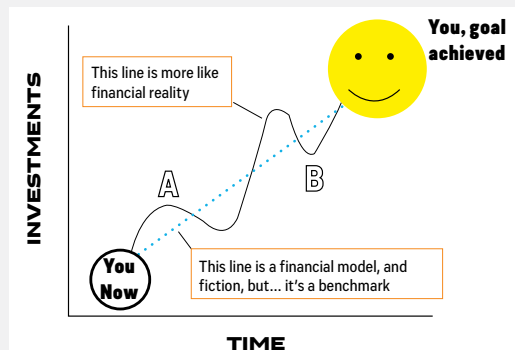 You, goal
achieved
This line is more like
financial reality
INVESTMENTS
A
B
You
Now
This line is a financial model, and
fiction, but... it's a benchmark
TIME